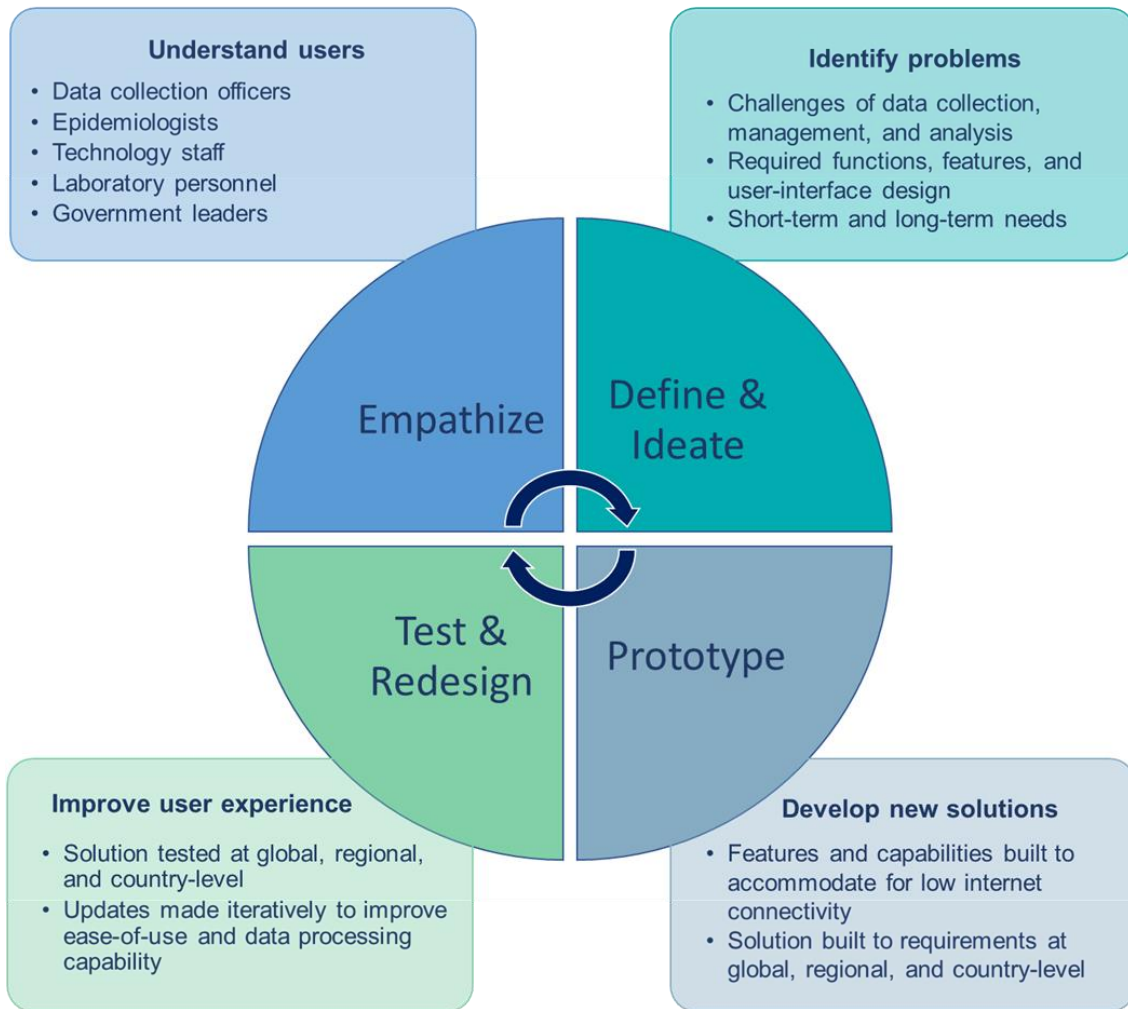 Understand users
• Data collection officers
• Epidemiologists
• Technology staff
• Laboratory personnel
• Government leaders
Identify problems
• Challenges of data collection,
management, and analysis
• Required functions, features, and
user-interface design
• Short-term and long-term needs
Empathize
Define &
Ideate
Test &
Redesign
Prototype
Improve user experience
• Solution tested at global, regional,
and country-level
• Updates made iteratively to improve
ease-of-use and data processing
capability
Develop new solutions
• Features and capabilities built to
accommodate for low internet
connectivity
• Solution built to requirements at
global, regional, and country-level